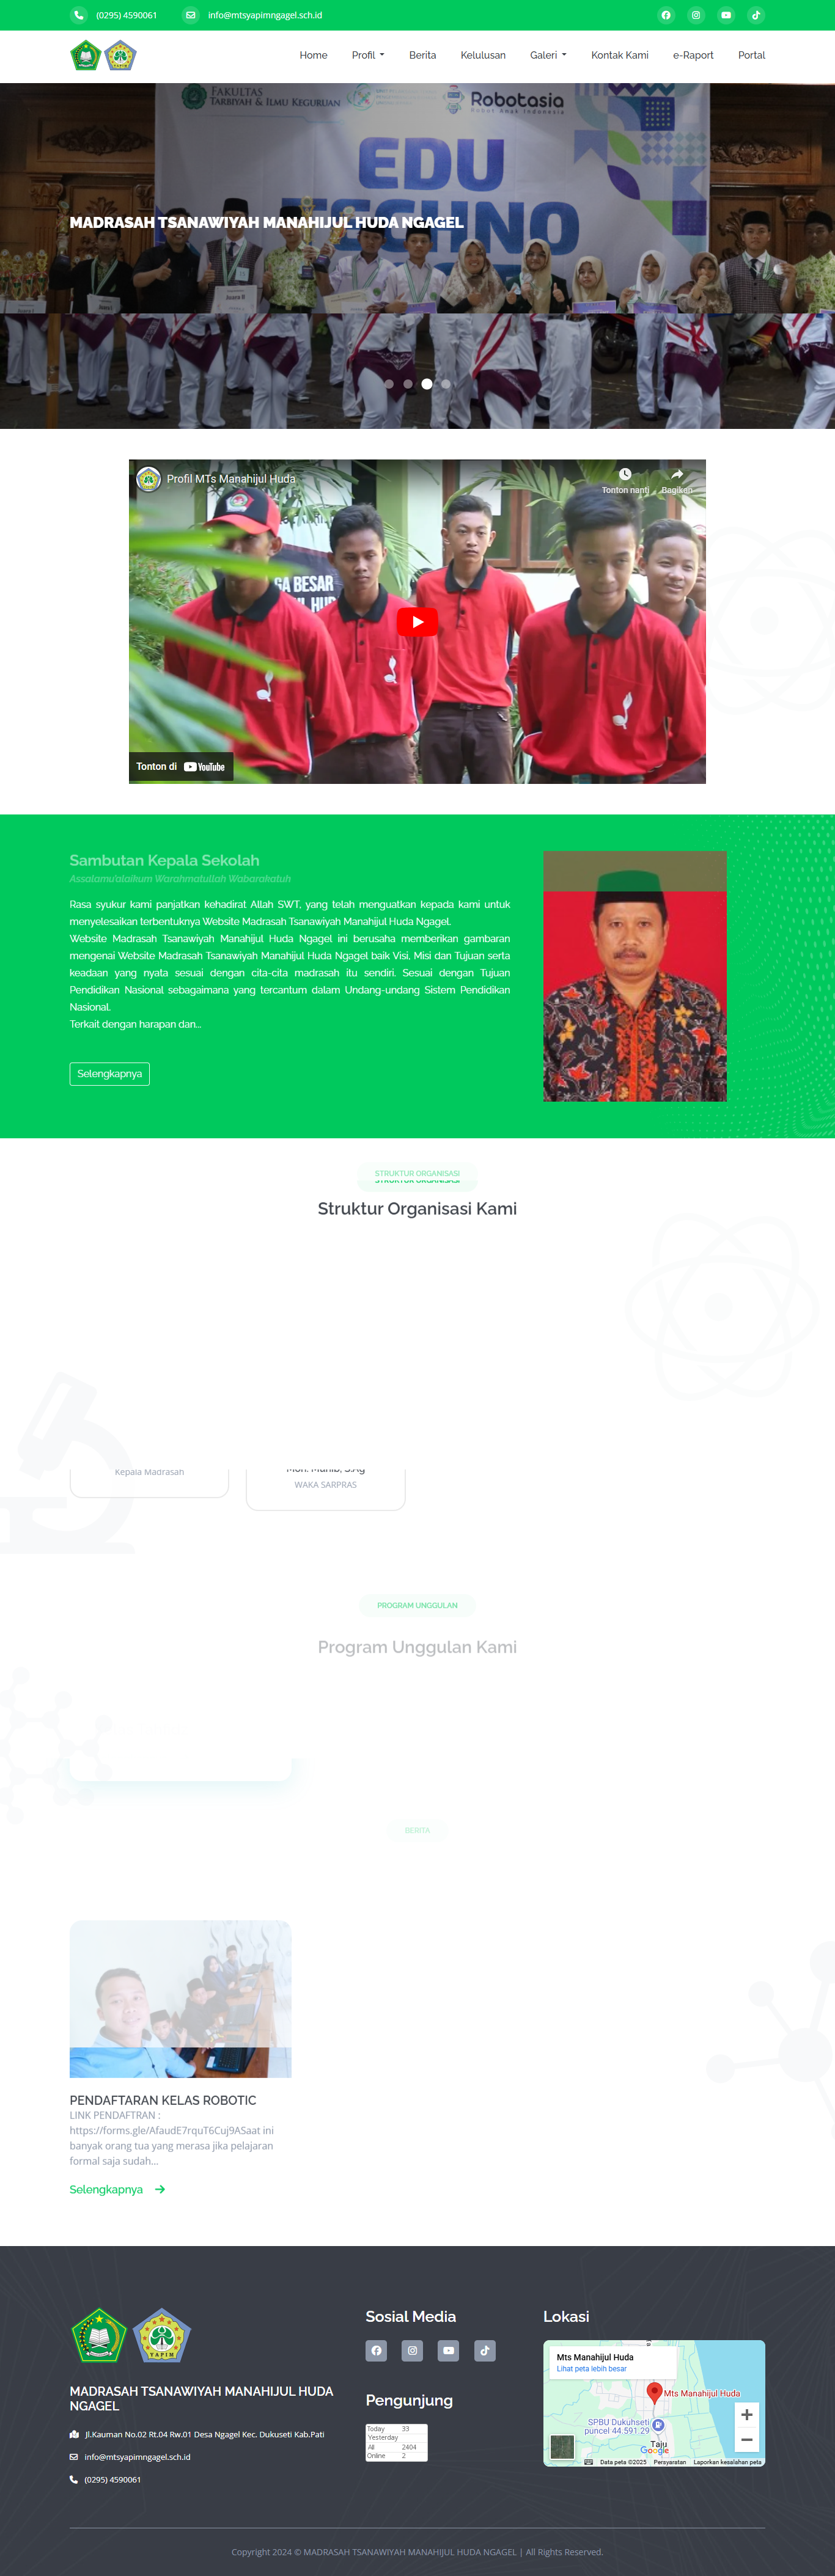 (0295) 4590061
info@mtsyapimngagel.sch.id
Home
Profil
Berita
Kelulusan
Galeri
Kontak Kami
e-Raport
Portal
FAKULTAS
TARBIYAH & ILMU KEGURUAN
Robotasia
Robot Anak Indonesia
EDU
MADRASAH TSANAWIYAH MANAHIJUL HUDA NGAGEL
Profil MTs Manahijul Huda
Tonton nanti
Bagikan
Tonton di YouTube
Sambutan Kepala Sekolah
Assalamu'alaikum Warahmatullah Wabarakatuh
Rasa syukur kami panjatkan kehadirat Allah SWT, yang telah menguatkan kepada kami untuk
menyelesaikan terbentuknya Website Madrasah Tsanawiyah Manahijul Huda Ngagel.
Website Madrasah Tsanawiyah Manahijul Huda Ngagel ini berusaha memberikan gambaran
mengenai Website Madrasah Tsanawiyah Manahijul Huda Ngagel baik Visi, Misi dan Tujuan serta
keadaan yang nyata sesuai dengan cita-cita madrasah itu sendiri. Sesuai dengan Tujuan
Pendidikan Nasional sebagaimana yang tercantum dalam Undang-undang Sistem Pendidikan
Nasional.
Terkait dengan harapan dan...
Selengkapnya
STRUKTUR ORGANISASI
Struktur Organisasi Kami
Kepala Madrasah
Moh. Munib, S.Ag
WAKA SARPRAS
PROGRAM UNGGULAN
Program Unggulan Kami
BERITA
PENDAFTARAN KELAS ROBOTIC
LINK PENDAFTRAN :
https://forms.gle/AfaudE7rquT6Cuj9ASaat ini
banyak orang tua yang merasa jika pelajaran
formal saja sudah...
Selengkapnya
YAPIM
MADRASAH TSANAWIYAH MANAHIJUL HUDA
NGAGEL
Jl.Kauman No.02 Rt.04 Rw.01 Desa Ngagel Kec. Dukuseti Kab.Pati
info@mtsyapimngagel.sch.id
(0295) 4590061
Sosial Media
Pengunjung
Today 33
Yesterday
All 2404
Online 2
Lokasi
Mts Manahijul Huda
Lihat peta lebih besar
Mts Manahijul Huda
SPBU Dukuhseti
puncel 44.591.29
Taju
Google
Data peta ©2025
Persyaratan
Laporkan kesalahan peta
Copyright 2024 © MADRASAH TSANAWIYAH MANAHIJUL HUDA NGAGEL | All Rights Reserved.